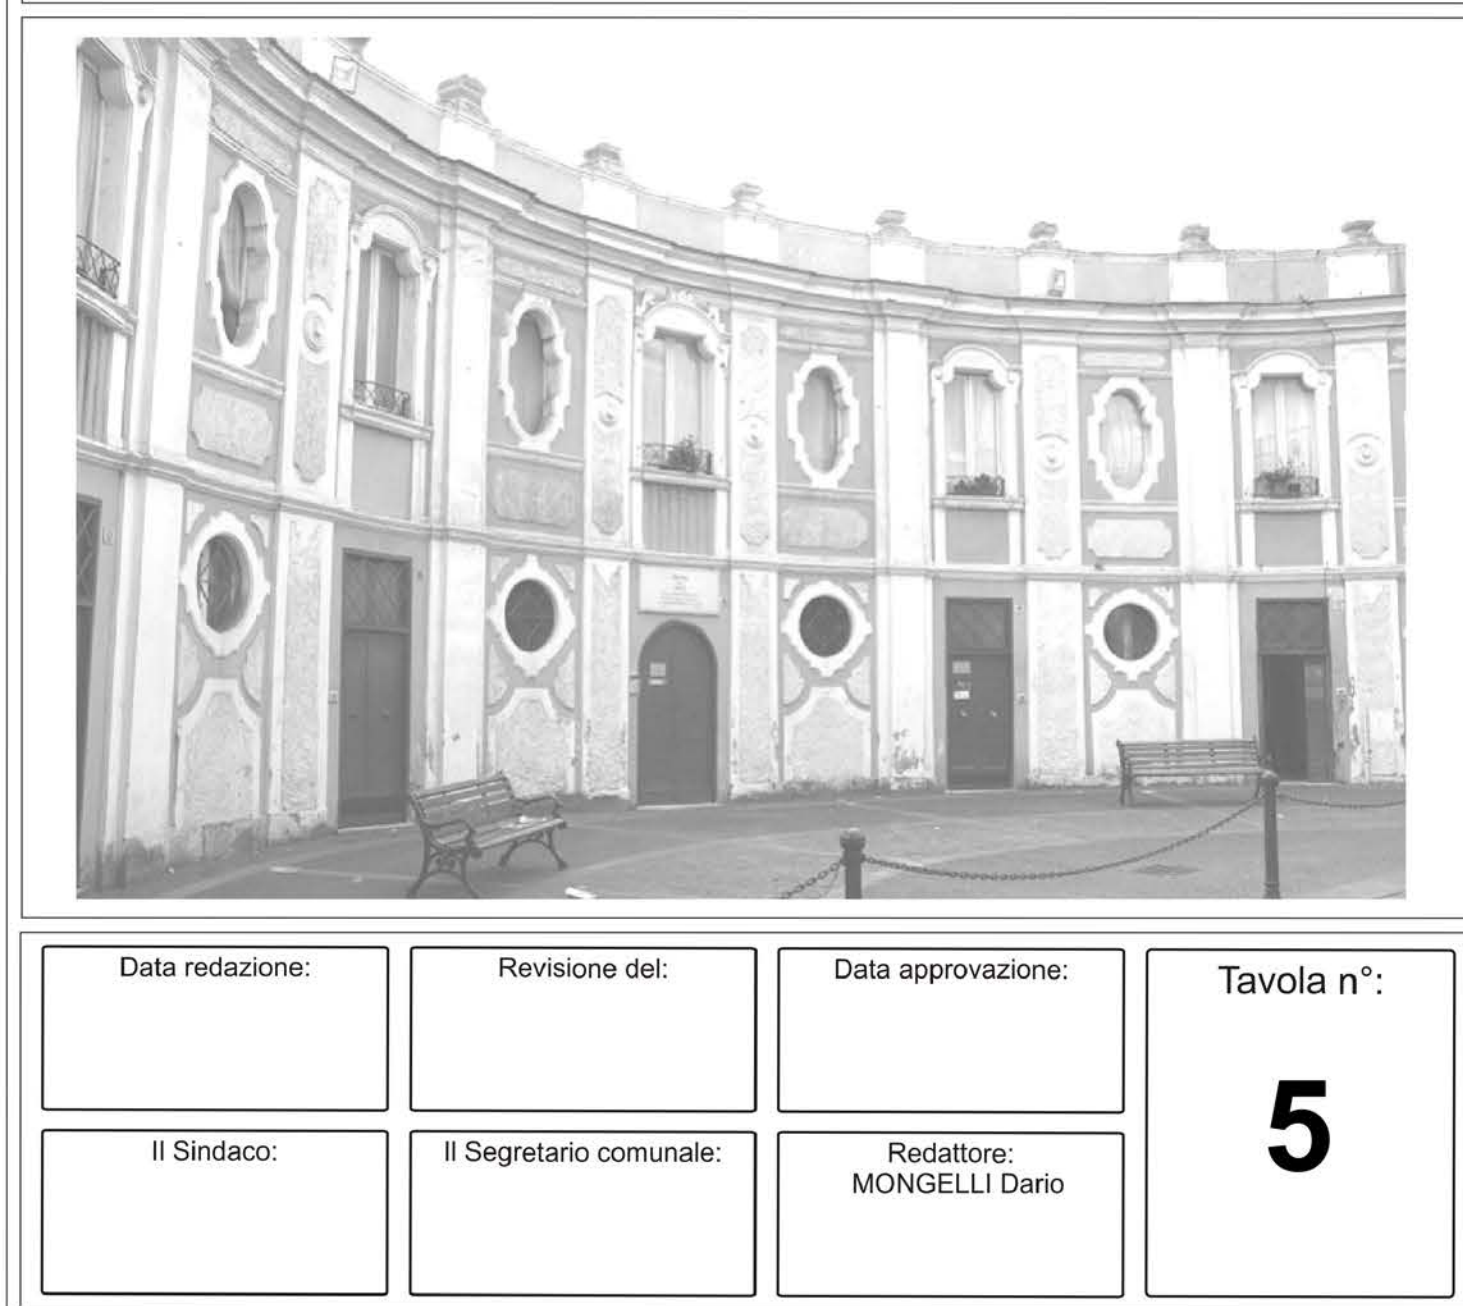 Data redazione:
Revisione del:
Data approvazione:
Tavola n°:
5
Il Sindaco:
Il Segretario comunale:
Redattore:
MONGELLI Dario